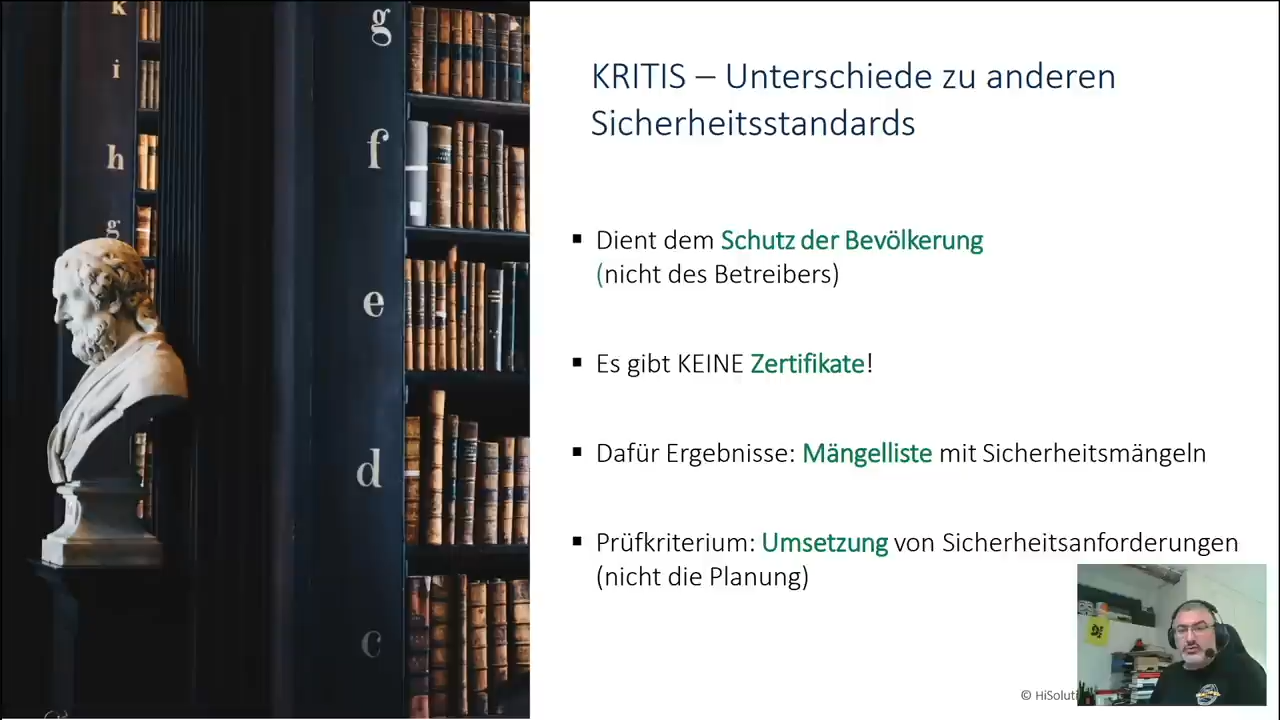 k
i
h
g
g
f
e
d
c
KRITIS – Unterschiede zu anderen
Sicherheitsstandards
▪ Dient dem Schutz der Bevölkerung
(nicht des Betreibers)
▪ Es gibt KEINE Zertifikate!
▪ Dafür Ergebnisse: Mängelliste mit Sicherheitsmängeln
▪ Prüfkriterium: Umsetzung von Sicherheitsanforderungen
(nicht die Planung)
©